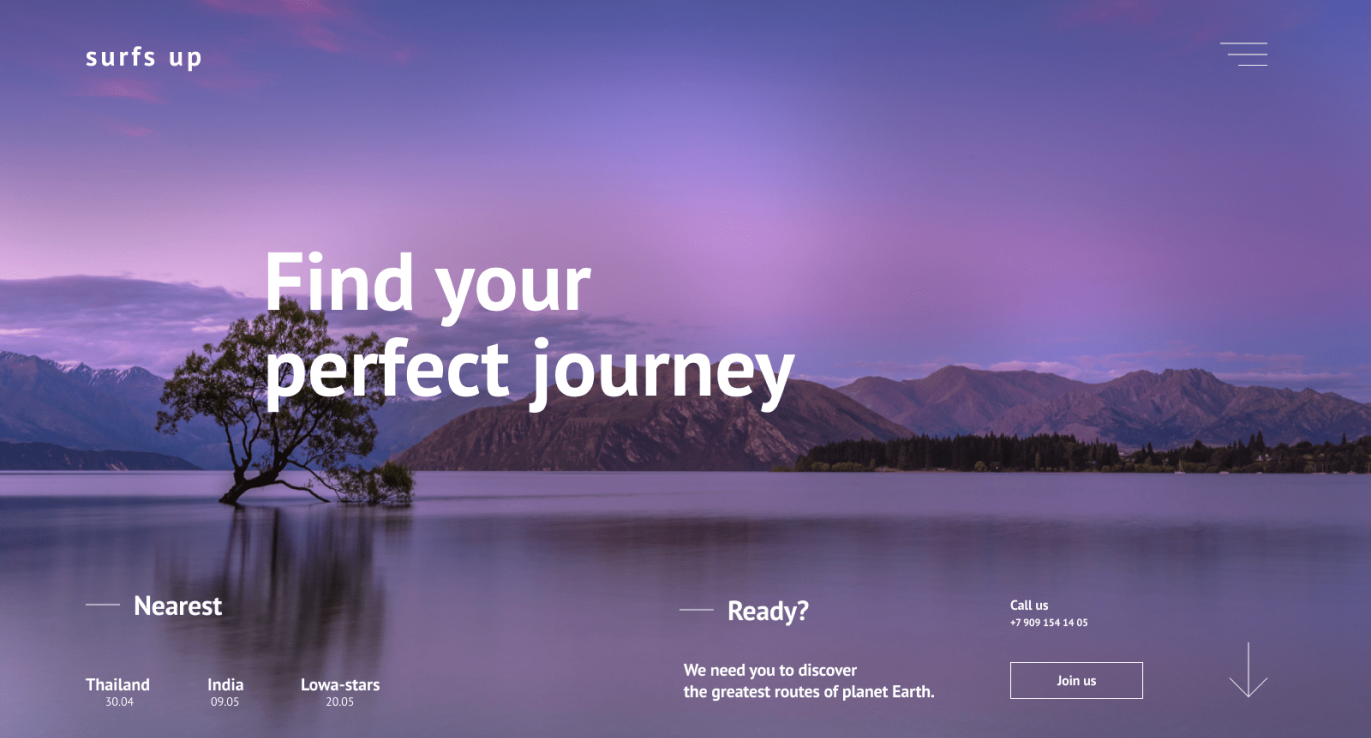 surfs up
Find your
perfect journey
Nearest
Thailand
30.04
India
09.05
Lowa-stars
20.05
Ready?
We need you to discover
the greatest routes of planet Earth.
Call us
+7 909 154 14 05
Join us